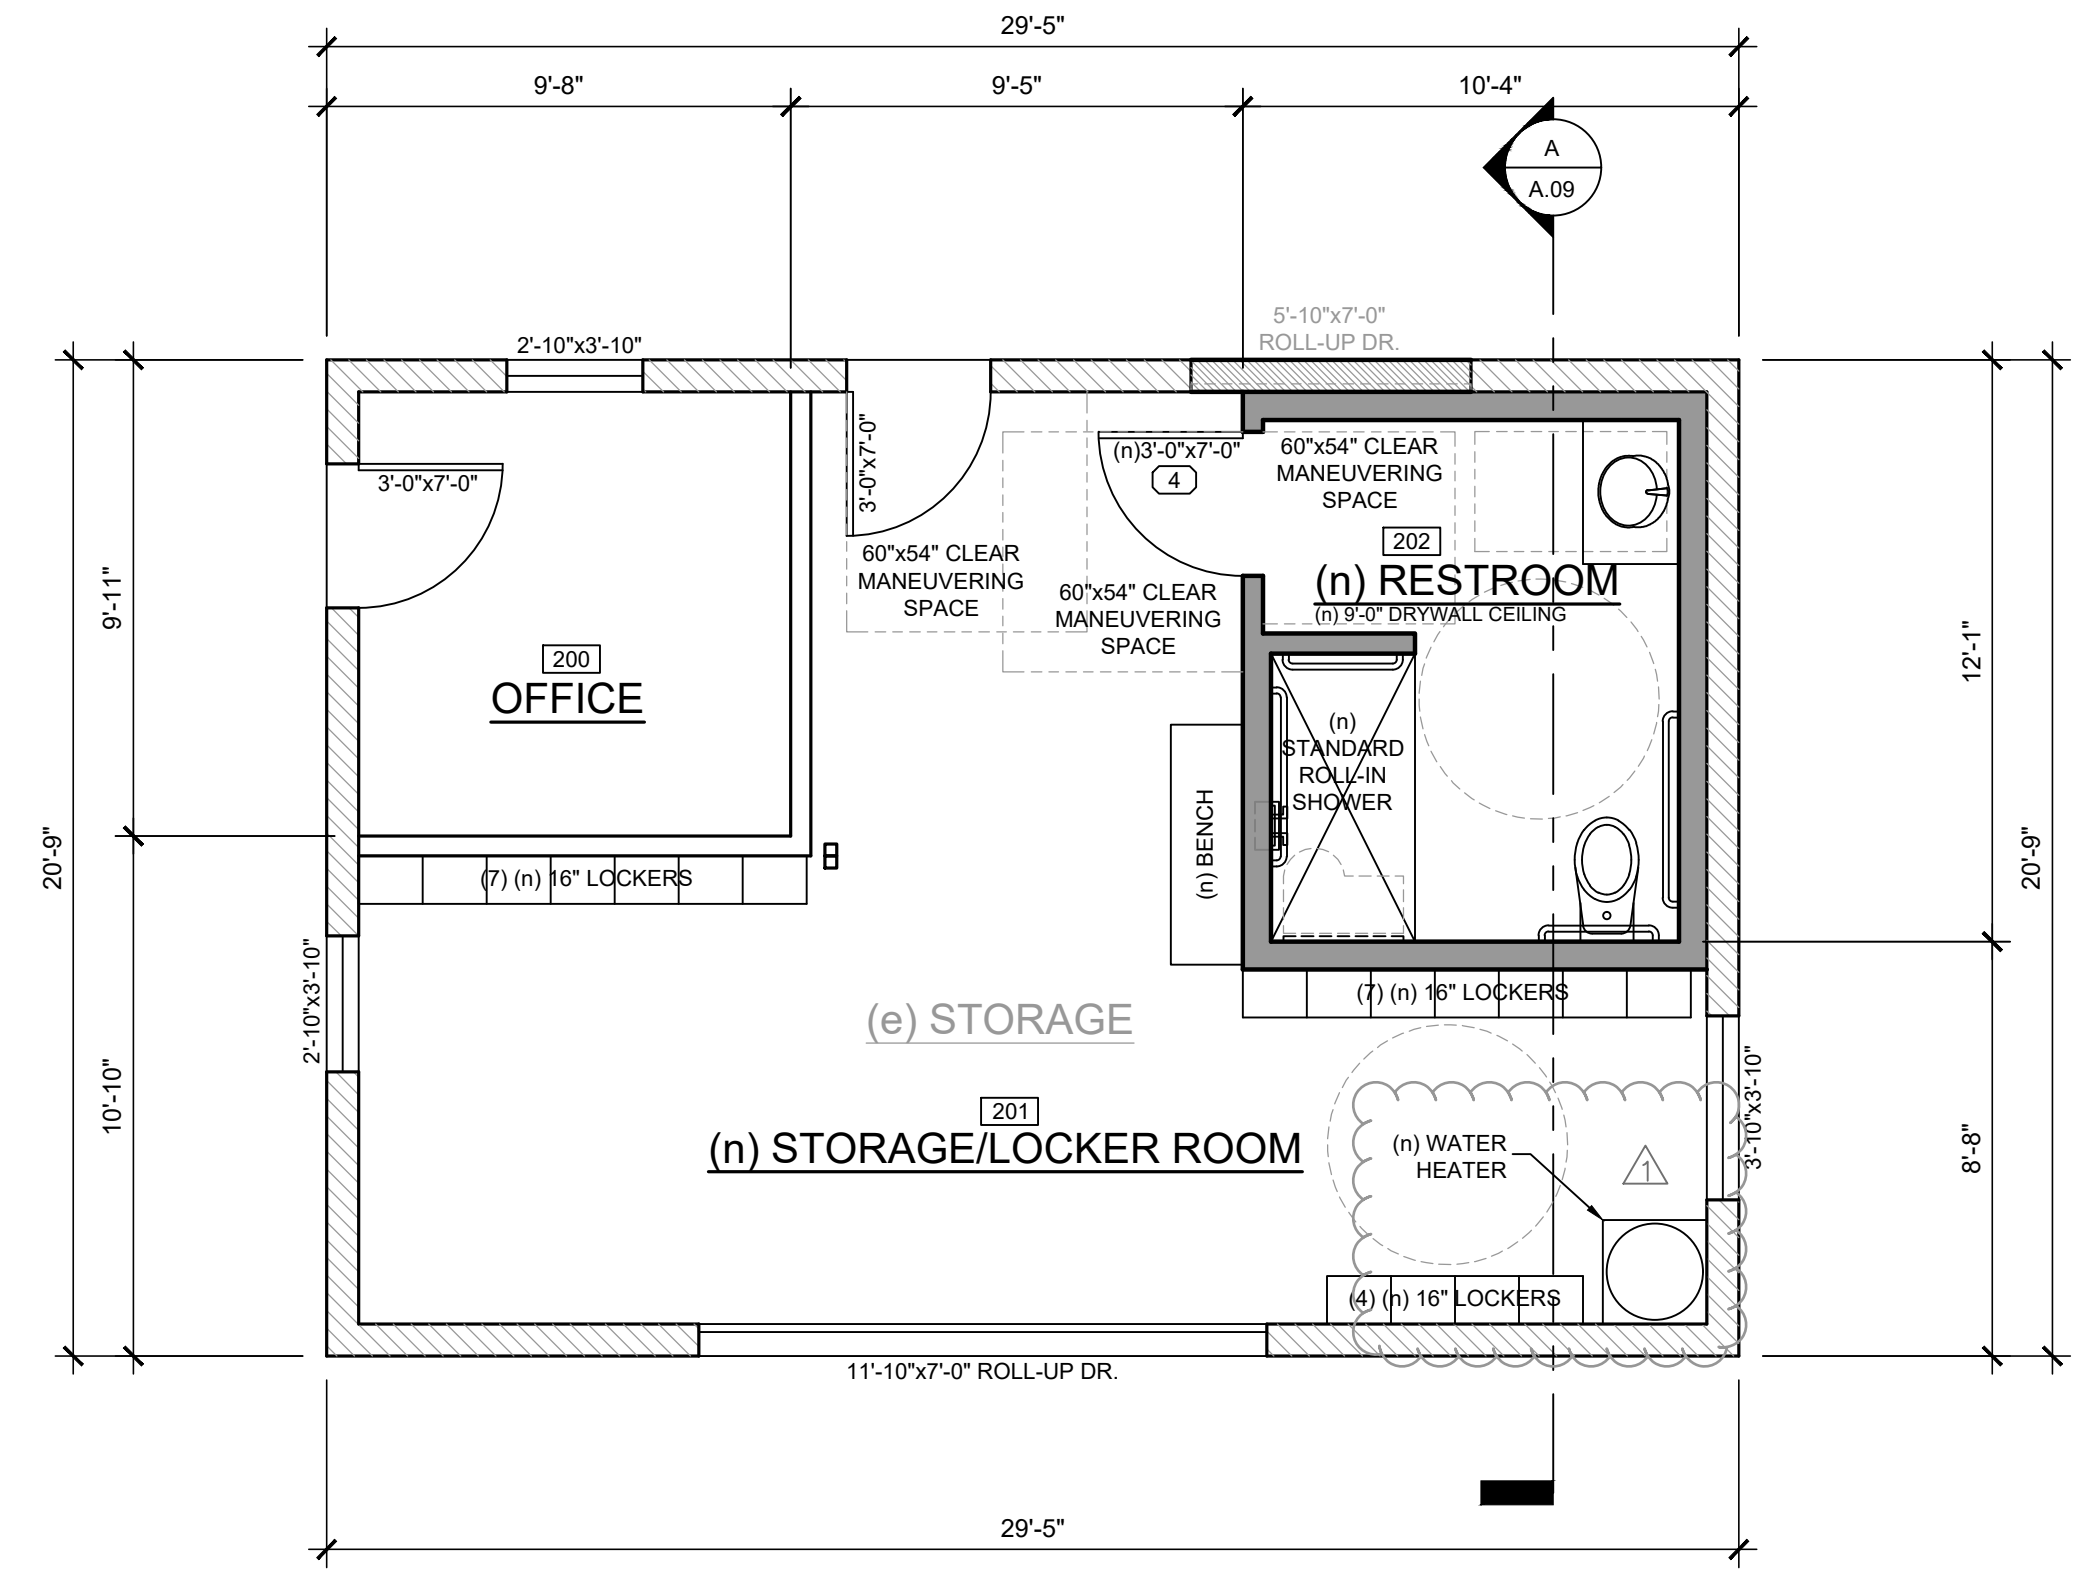 29'-5"
9'-8"
9'-5"
10'-4"
A
A.09
5'-10"x7'-0"
ROLL-UP DR.
2'-10"x3'-10"
3'-0"x7'-0"
3'-0"x7'-0"
(n)3'-0"x7'-0"
4
60"x54" CLEAR
MANEUVERING
SPACE
202
(n) RESTROOM
(n) 9'-0" DRYWALL CEILING
60"x54" CLEAR
MANEUVERING
SPACE
60"x54" CLEAR
MANEUVERING
SPACE
9'-11"
12'-1"
200
OFFICE
(n)
STANDARD
ROLL-IN
SHOWER
(n) BENCH
20'-9"
20'-9"
(7) (n) 16" LOCKERS
2'-10"x3'-10"
(7) (n) 16" LOCKERS
(e) STORAGE
10'-10"
201
(n) STORAGE/LOCKER ROOM
(n) WATER
HEATER
1
3'-10"x3'-10"
8'-8"
(4) (n) 16" LOCKERS
11'-10"x7'-0" ROLL-UP DR.
29'-5"